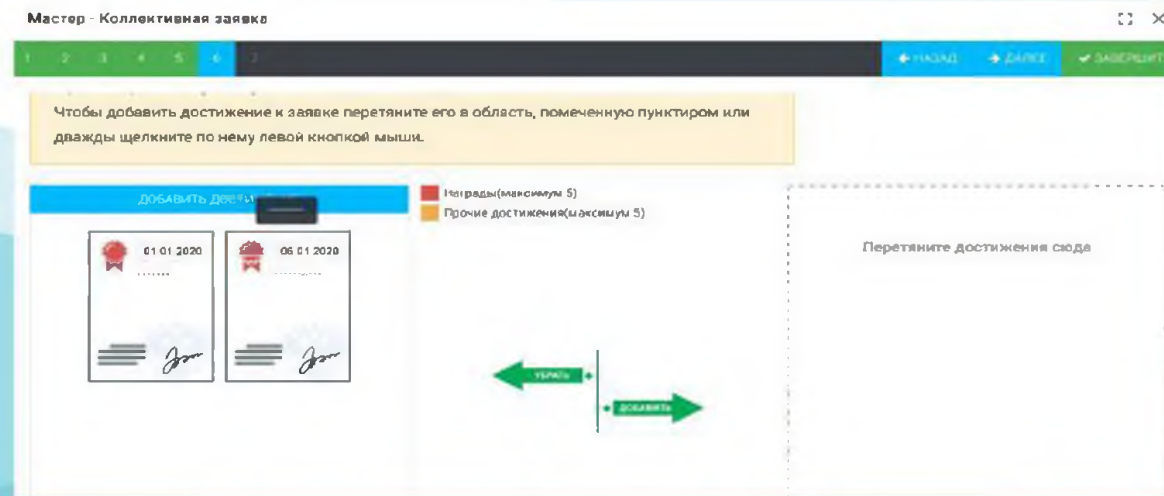 Мастер - Коллективная заявка
1 2 3 4 5 6 7
НАЗАД ДАЛЕЕ ЗАВЕРШИТ
Чтобы добавить достижение к заявке перетяните его в область, помеченную пунктиром или
дважды щелкните по нему левой кнопкой мыши.
ДОБАВИТЬ
Награды(максимум 5)
Прочие достижения(максимум 5)
01 01 2020
06 01 2020
Перетяните достижения сюда
УБРАТЬ
ДОБАВИТЬ